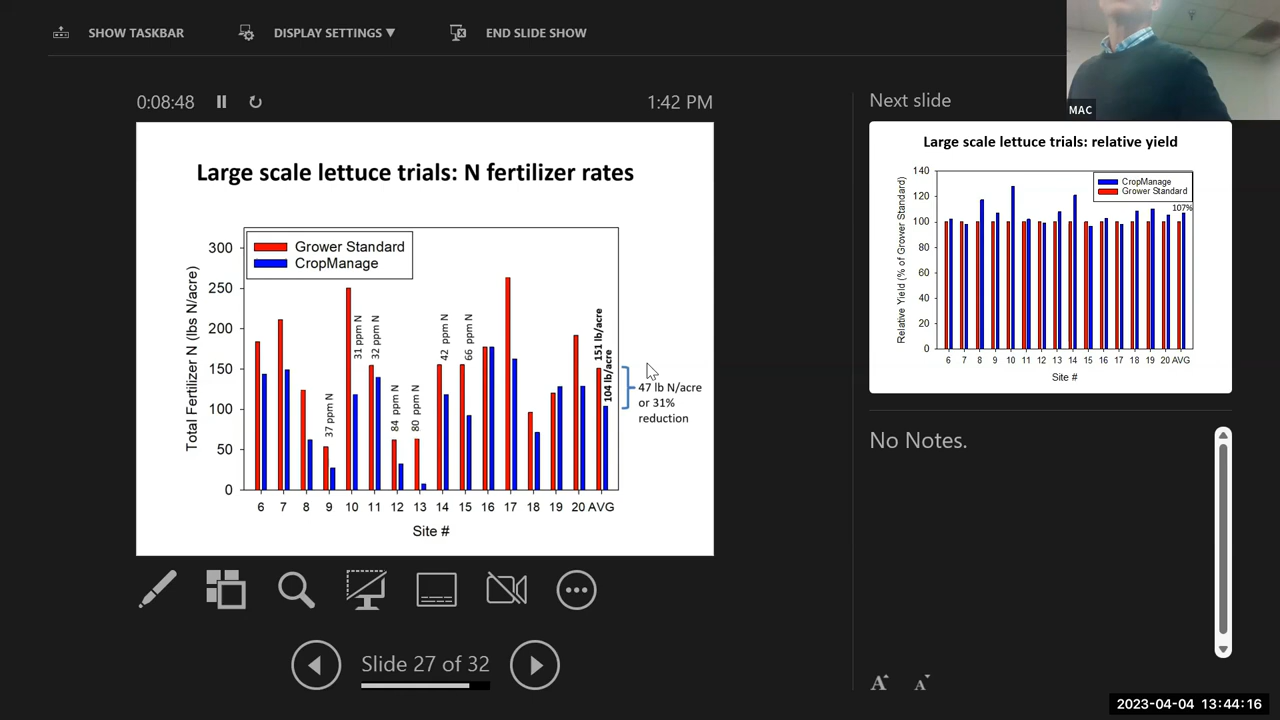 SHOW TASKBAR
DISPLAY SETTINGS ▼
END SLIDE SHOW
MAC
0:08:48
1:42 PM
Large scale lettuce trials: N fertilizer rates
Grower Standard
CropManage
Total Fertilizer N (lbs N/acre)
300
250
200
150
100
50
0
37 ppm N
31 ppm N
32 ppm N
84 ppm N
80 ppm N
42 ppm N
66 ppm N
151 lb/acre
104 lb/acre
47 lb N/acre
or 31%
reduction
6 7 8 9 10 11 12 13 14 15 16 17 18 19 20 AVG
Site #
Slide 27 of 32
Next slide
Large scale lettuce trials: relative yield
CropManage
Grower Standard
107%
Relative Yield (% of Grower Standard)
140
120
100
80
60
40
20
0
6 7 8 9 10 11 12 13 14 15 16 17 18 19 20 AVG
Site #
No Notes.
A A
2023-04-04 13:44:16